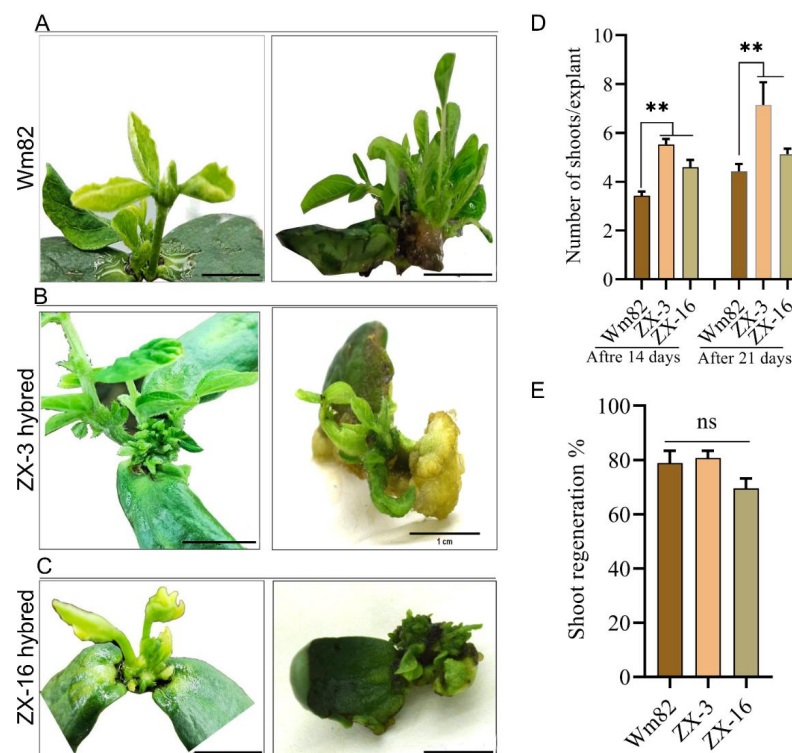 A
Wm82
B
ZX-3 hybred
1 cm
C
ZX-16 hybred
D
Number of shoots/explant
10
8
6
4
2
0
**
**
Wm82
ZX-3
ZX-16
Wm82
ZX-3
ZX-16
Aftre 14 days
After 21 days
E
Shoot regeneration %
100
80
60
40
20
0
ns
Wm82
ZX-3
ZX-16